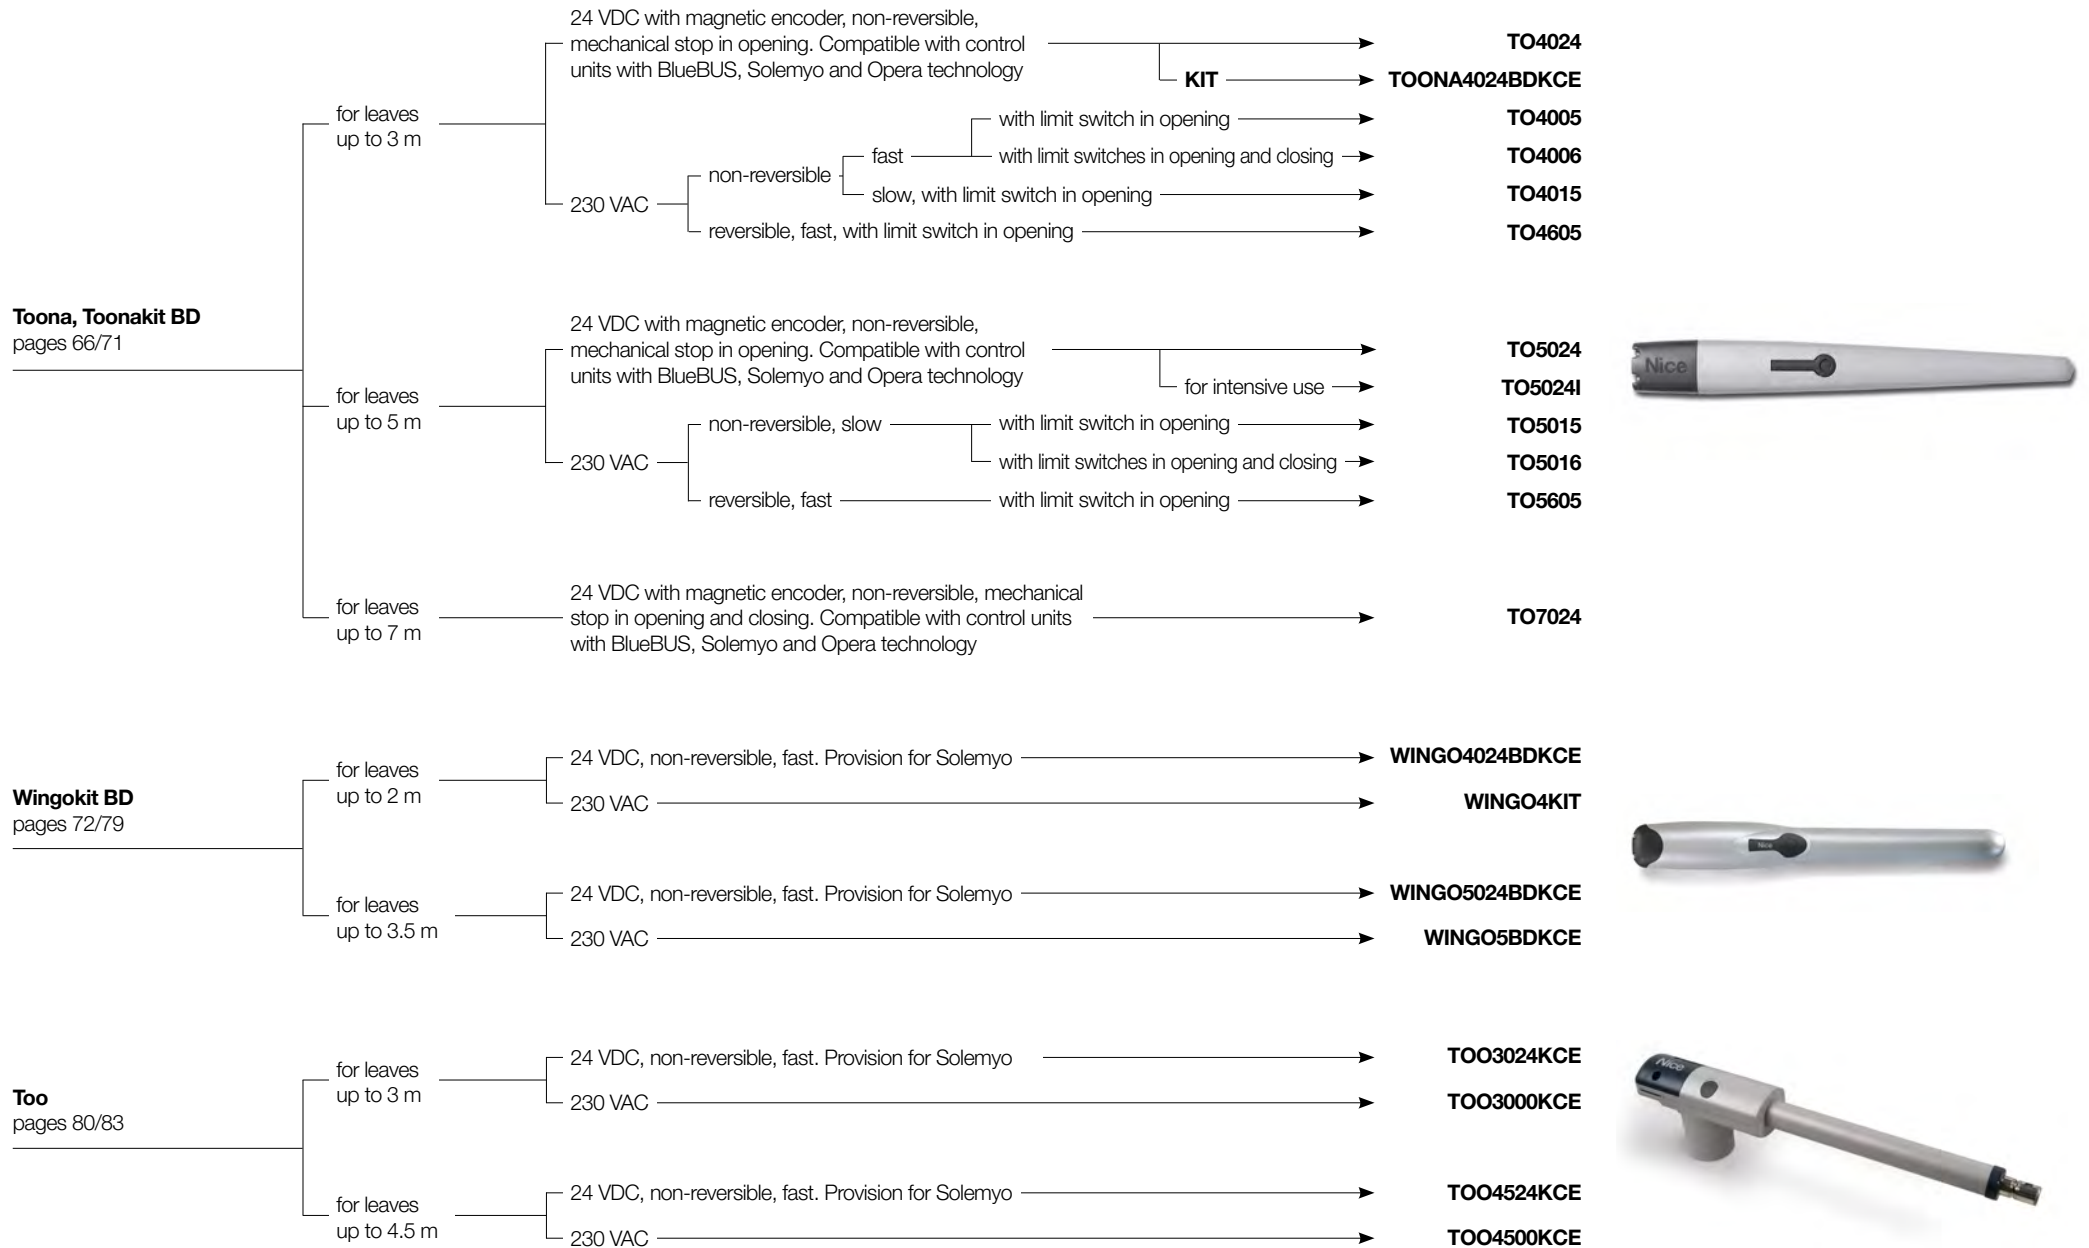 Toona, Toonakit BD
pages 66/71
for leaves
up to 3 m
24 VDC with magnetic encoder, non-reversible,
mechanical stop in opening. Compatible with control
units with BlueBUS, Solemyo and Opera technology
TO4024
KIT
TOONA4024BDKCE
230 VAC
non-reversible
fast
with limit switch in opening
TO4005
with limit switches in opening and closing
TO4006
slow, with limit switch in opening
TO4015
reversible, fast, with limit switch in opening
TO4605
for leaves
up to 5 m
24 VDC with magnetic encoder, non-reversible,
mechanical stop in opening. Compatible with control
units with BlueBUS, Solemyo and Opera technology
TO5024
for intensive use
TO5024I
230 VAC
non-reversible, slow
with limit switch in opening
TO5015
with limit switches in opening and closing
TO5016
reversible, fast
with limit switch in opening
TO5605
for leaves
up to 7 m
24 VDC with magnetic encoder, non-reversible, mechanical
stop in opening and closing. Compatible with control units
with BlueBUS, Solemyo and Opera technology
TO7024
Nice
Wingokit BD
pages 72/79
for leaves
up to 2 m
24 VDC, non-reversible, fast. Provision for Solemyo
WINGO4024BDKCE
230 VAC
WINGO4KIT
for leaves
up to 3.5 m
24 VDC, non-reversible, fast. Provision for Solemyo
WINGO5024BDKCE
230 VAC
WINGO5BDKCE
Nice
Too
pages 80/83
for leaves
up to 3 m
24 VDC, non-reversible, fast. Provision for Solemyo
TOO3024KCE
230 VAC
TOO3000KCE
for leaves
up to 4.5 m
24 VDC, non-reversible, fast. Provision for Solemyo
TOO4524KCE
230 VAC
TOO4500KCE
Nice